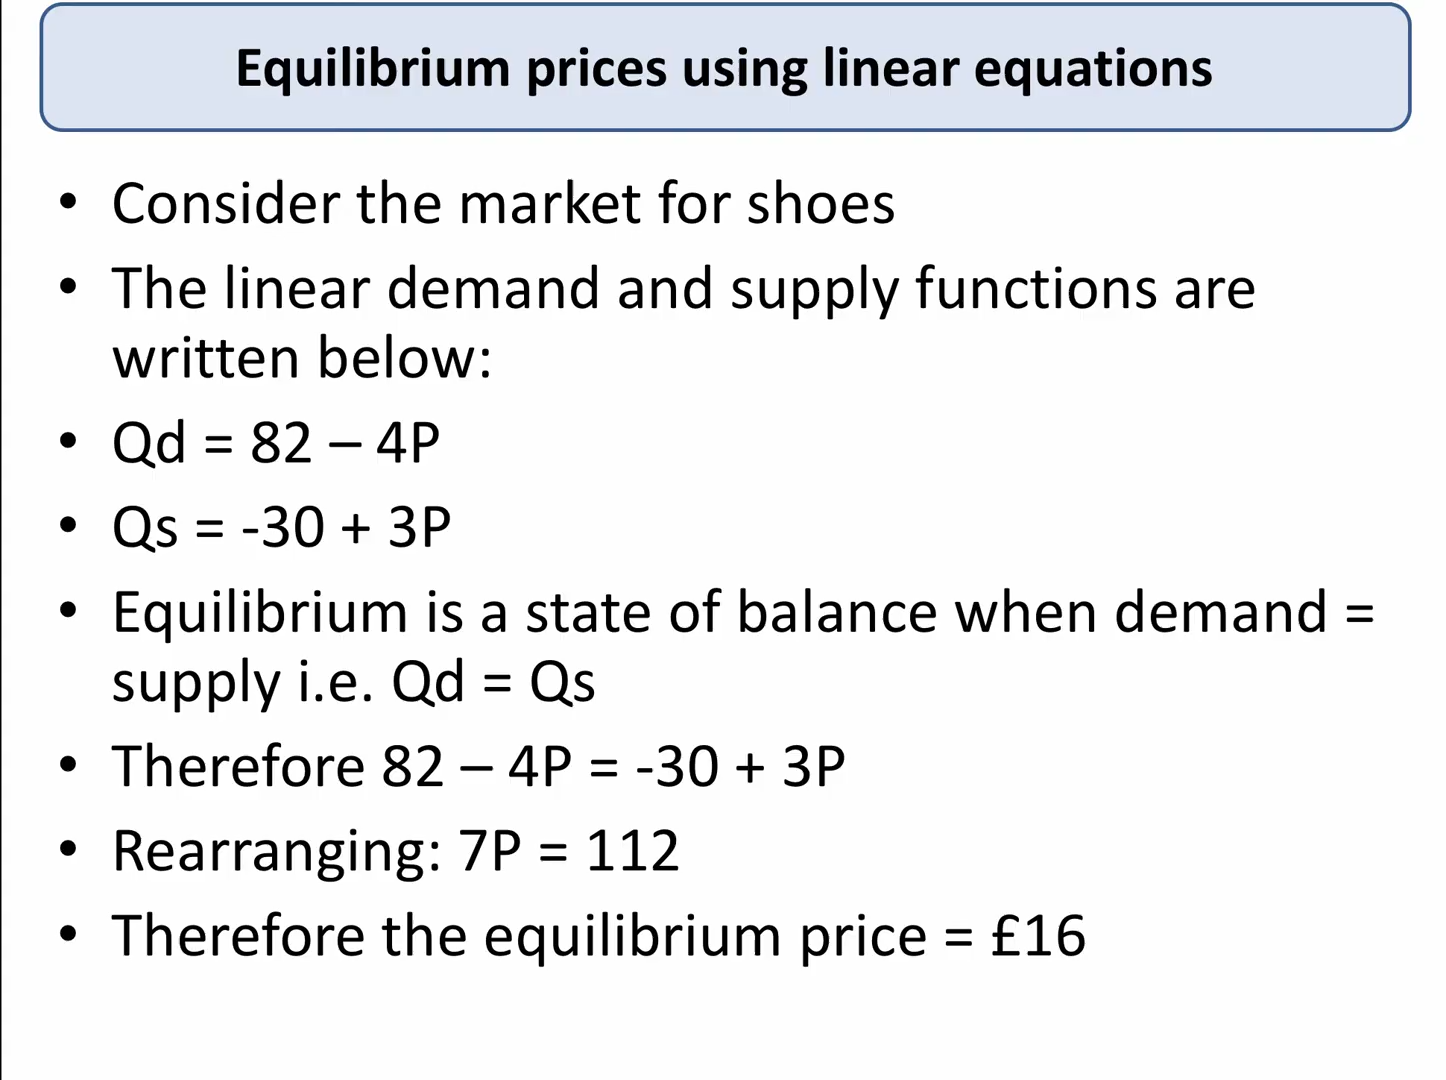 Equilibrium prices using linear equations
• Consider the market for shoes
• The linear demand and supply functions are
written below:
• Qd = 82 – 4P
• Qs = -30 + 3P
• Equilibrium is a state of balance when demand =
supply i.e. Qd = Qs
• Therefore 82 – 4P = -30 + 3P
• Rearranging: 7P = 112
• Therefore the equilibrium price = £16